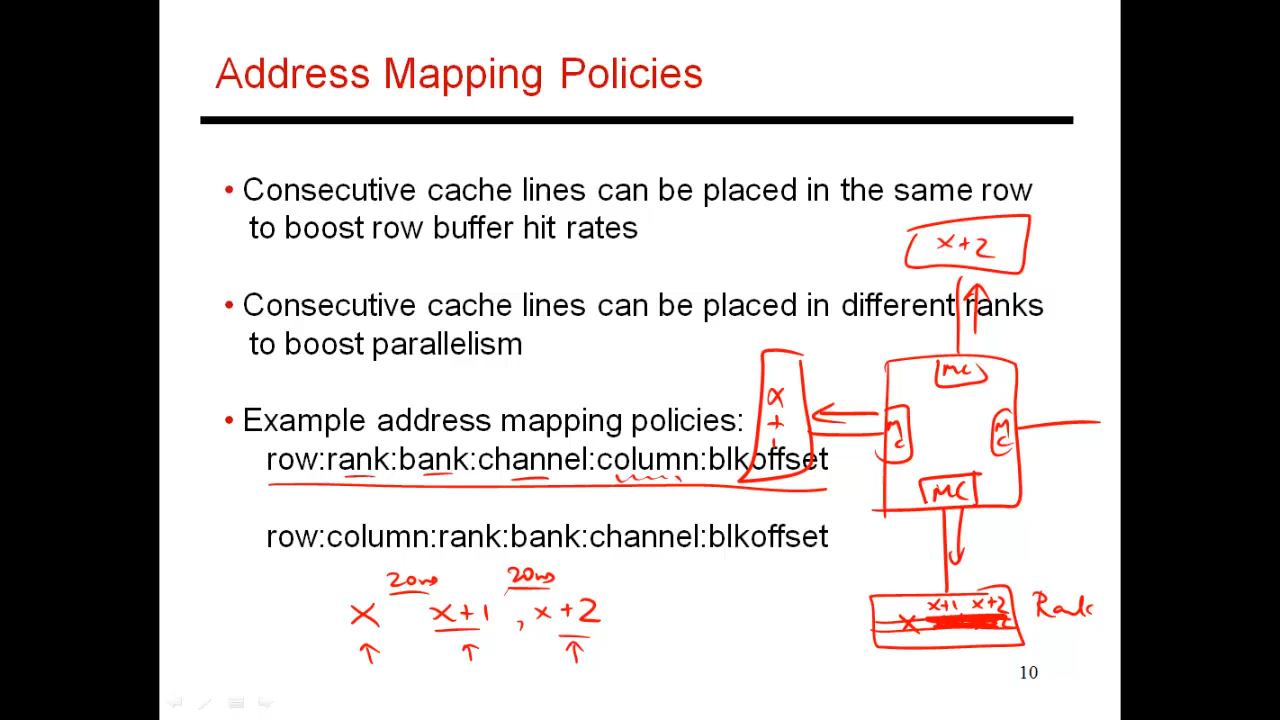 Address Mapping Policies
• Consecutive cache lines can be placed in the same row
to boost row buffer hit rates
x+2
• Consecutive cache lines can be placed in different ranks
to boost parallelism
MC
x+1
MC
MC
• Example address mapping policies:
row:rank:bank:channel:column:blkoffset
MC
row:column:rank:bank:channel:blkoffset
20ns 20ns
x x+1 , x+2
x x+1 x+2
Rank
10